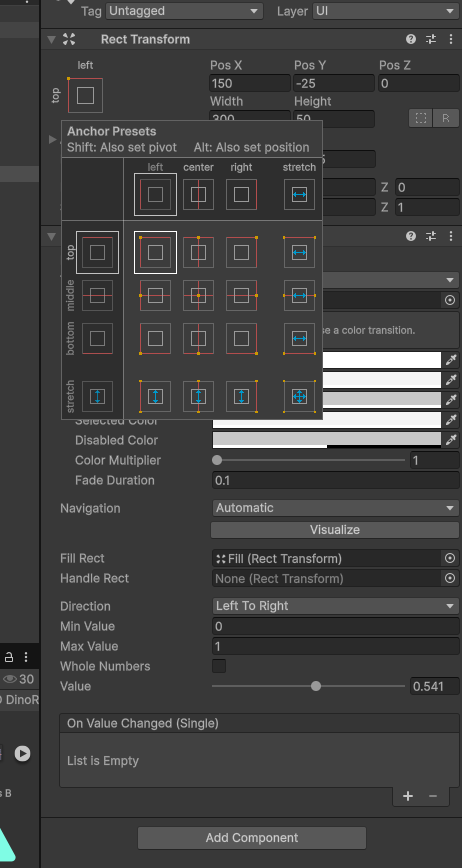 Tag Untagged Layer UI
Rect Transform
left Pos X Pos Y Pos Z
top 150 -25 0
Width Height
300 50 R
Anchor Presets
Shift: Also set pivot Alt: Also set position
left center right stretch
Z 0
Z 1
top
middle
bottom
e a color transition.
stretch
Selected Color
Disabled Color
Color Multiplier 1
Fade Duration 0.1
Navigation Automatic
Visualize
Fill Rect Fill (Rect Transform)
Handle Rect None (Rect Transform)
Direction Left To Right
Min Value 0
Max Value 1
Whole Numbers
30
Value 0.541
DinoR
On Value Changed (Single)
List is Empty
s B
+ −
Add Component